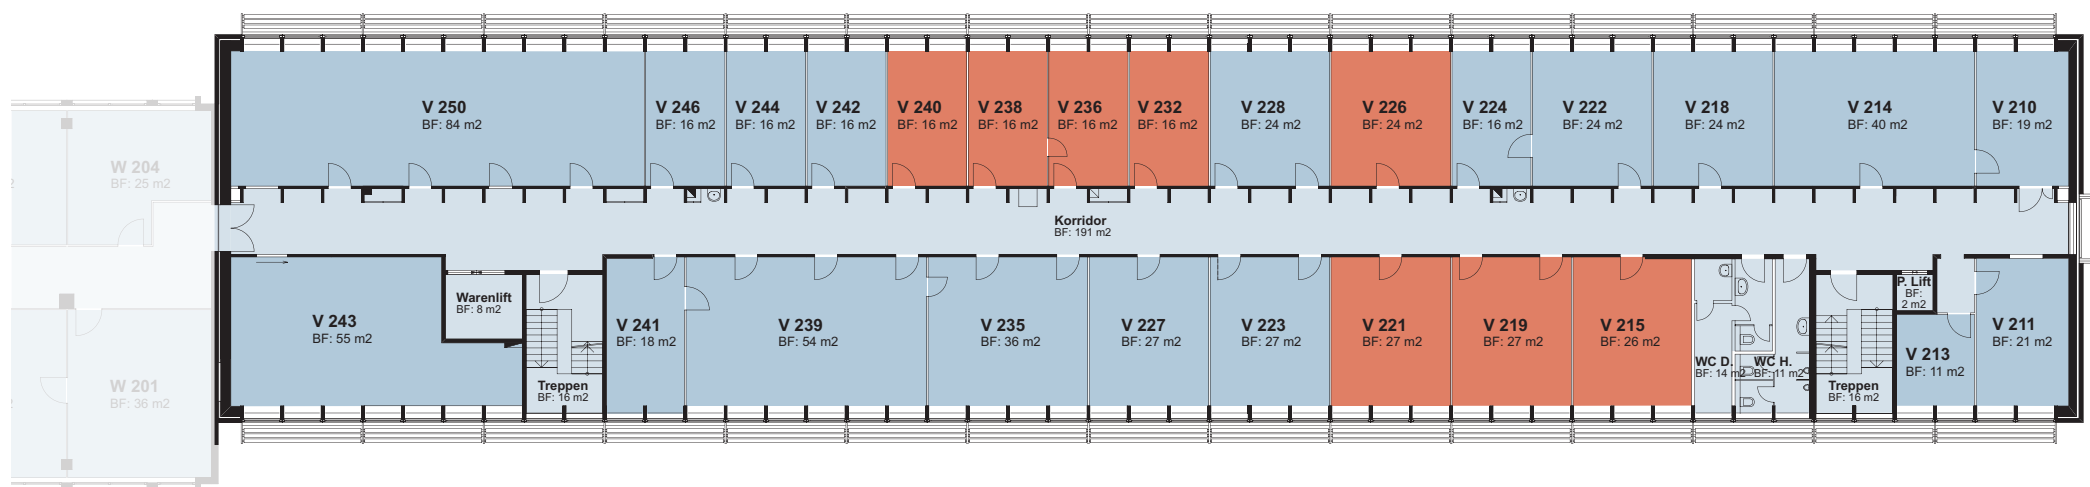 V 250
BF: 84 m2
V 246
BF: 16 m2
V 244
BF: 16 m2
V 242
BF: 16 m2
V 240
BF: 16 m2
V 238
BF: 16 m2
V 236
BF: 16 m2
V 232
BF: 16 m2
V 228
BF: 24 m2
V 226
BF: 24 m2
V 224
BF: 16 m2
V 222
BF: 24 m2
V 218
BF: 24 m2
V 214
BF: 40 m2
V 210
BF: 19 m2
W 204
BF: 25 m2
2
Korridor
BF: 191 m2
Warenlift
BF: 8 m2
P. Lift
BF:
2 m2
V 243
BF: 55 m2
V 241
BF: 18 m2
V 239
BF: 54 m2
V 235
BF: 36 m2
V 227
BF: 27 m2
V 223
BF: 27 m2
V 221
BF: 27 m2
V 219
BF: 27 m2
V 215
BF: 26 m2
WC D.
BF: 14 m2
WC H.
BF: 11 m2
V 213
BF: 11 m2
V 211
BF: 21 m2
Treppen
BF: 16 m2
Treppen
BF: 16 m2
W 201
BF: 36 m2
2